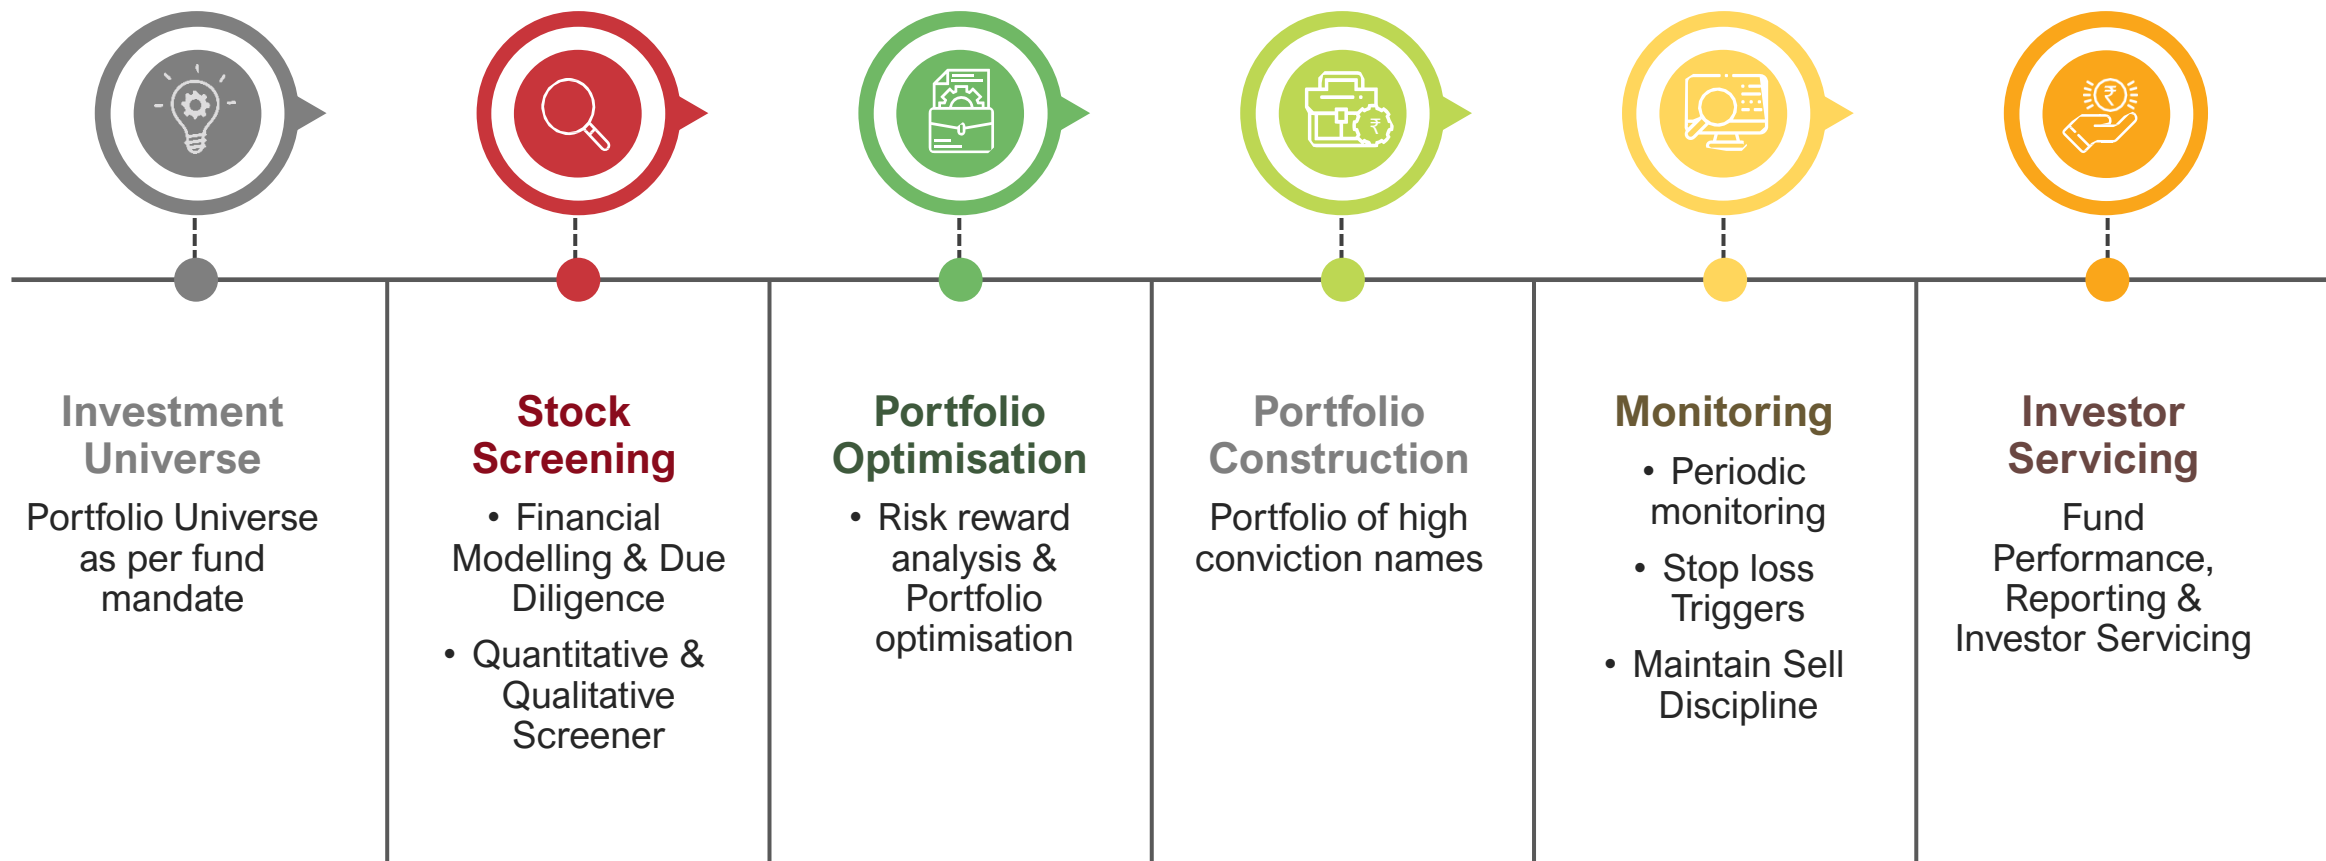 Investment
Universe
Portfolio Universe
as per fund
mandate
Stock
Screening
• Financial
Modelling & Due
Diligence
• Quantitative &
Qualitative
Screener
Portfolio
Optimisation
• Risk reward
analysis &
Portfolio
optimisation
₹
Portfolio
Construction
Portfolio of high
conviction names
Monitoring
• Periodic
monitoring
• Stop loss
Triggers
• Maintain Sell
Discipline
₹
Investor
Servicing
Fund
Performance,
Reporting &
Investor Servicing